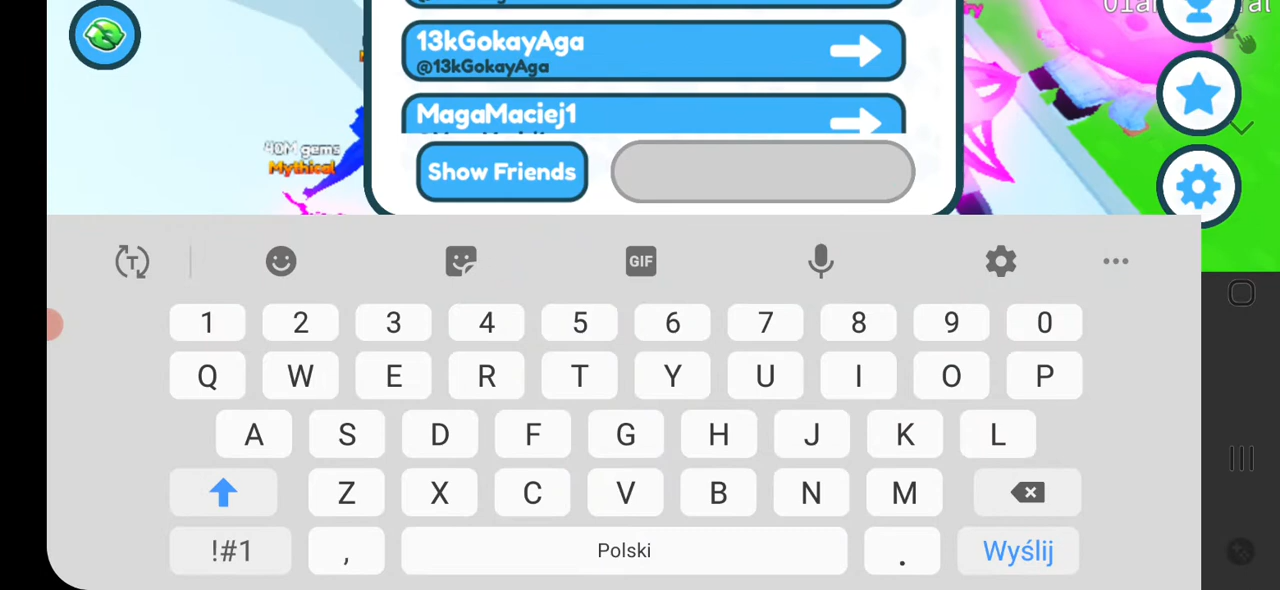 13kGokayAga
@13kGokayAga
MagaMaciej1
40M gems
Mythical
Show Friends
T
GIF
1 2 3 4 5 6 7 8 9 0
Q W E R T Y U I O P
A S D F G H J K L
Z X C V B N M
!#1 , Polski . Wyślij